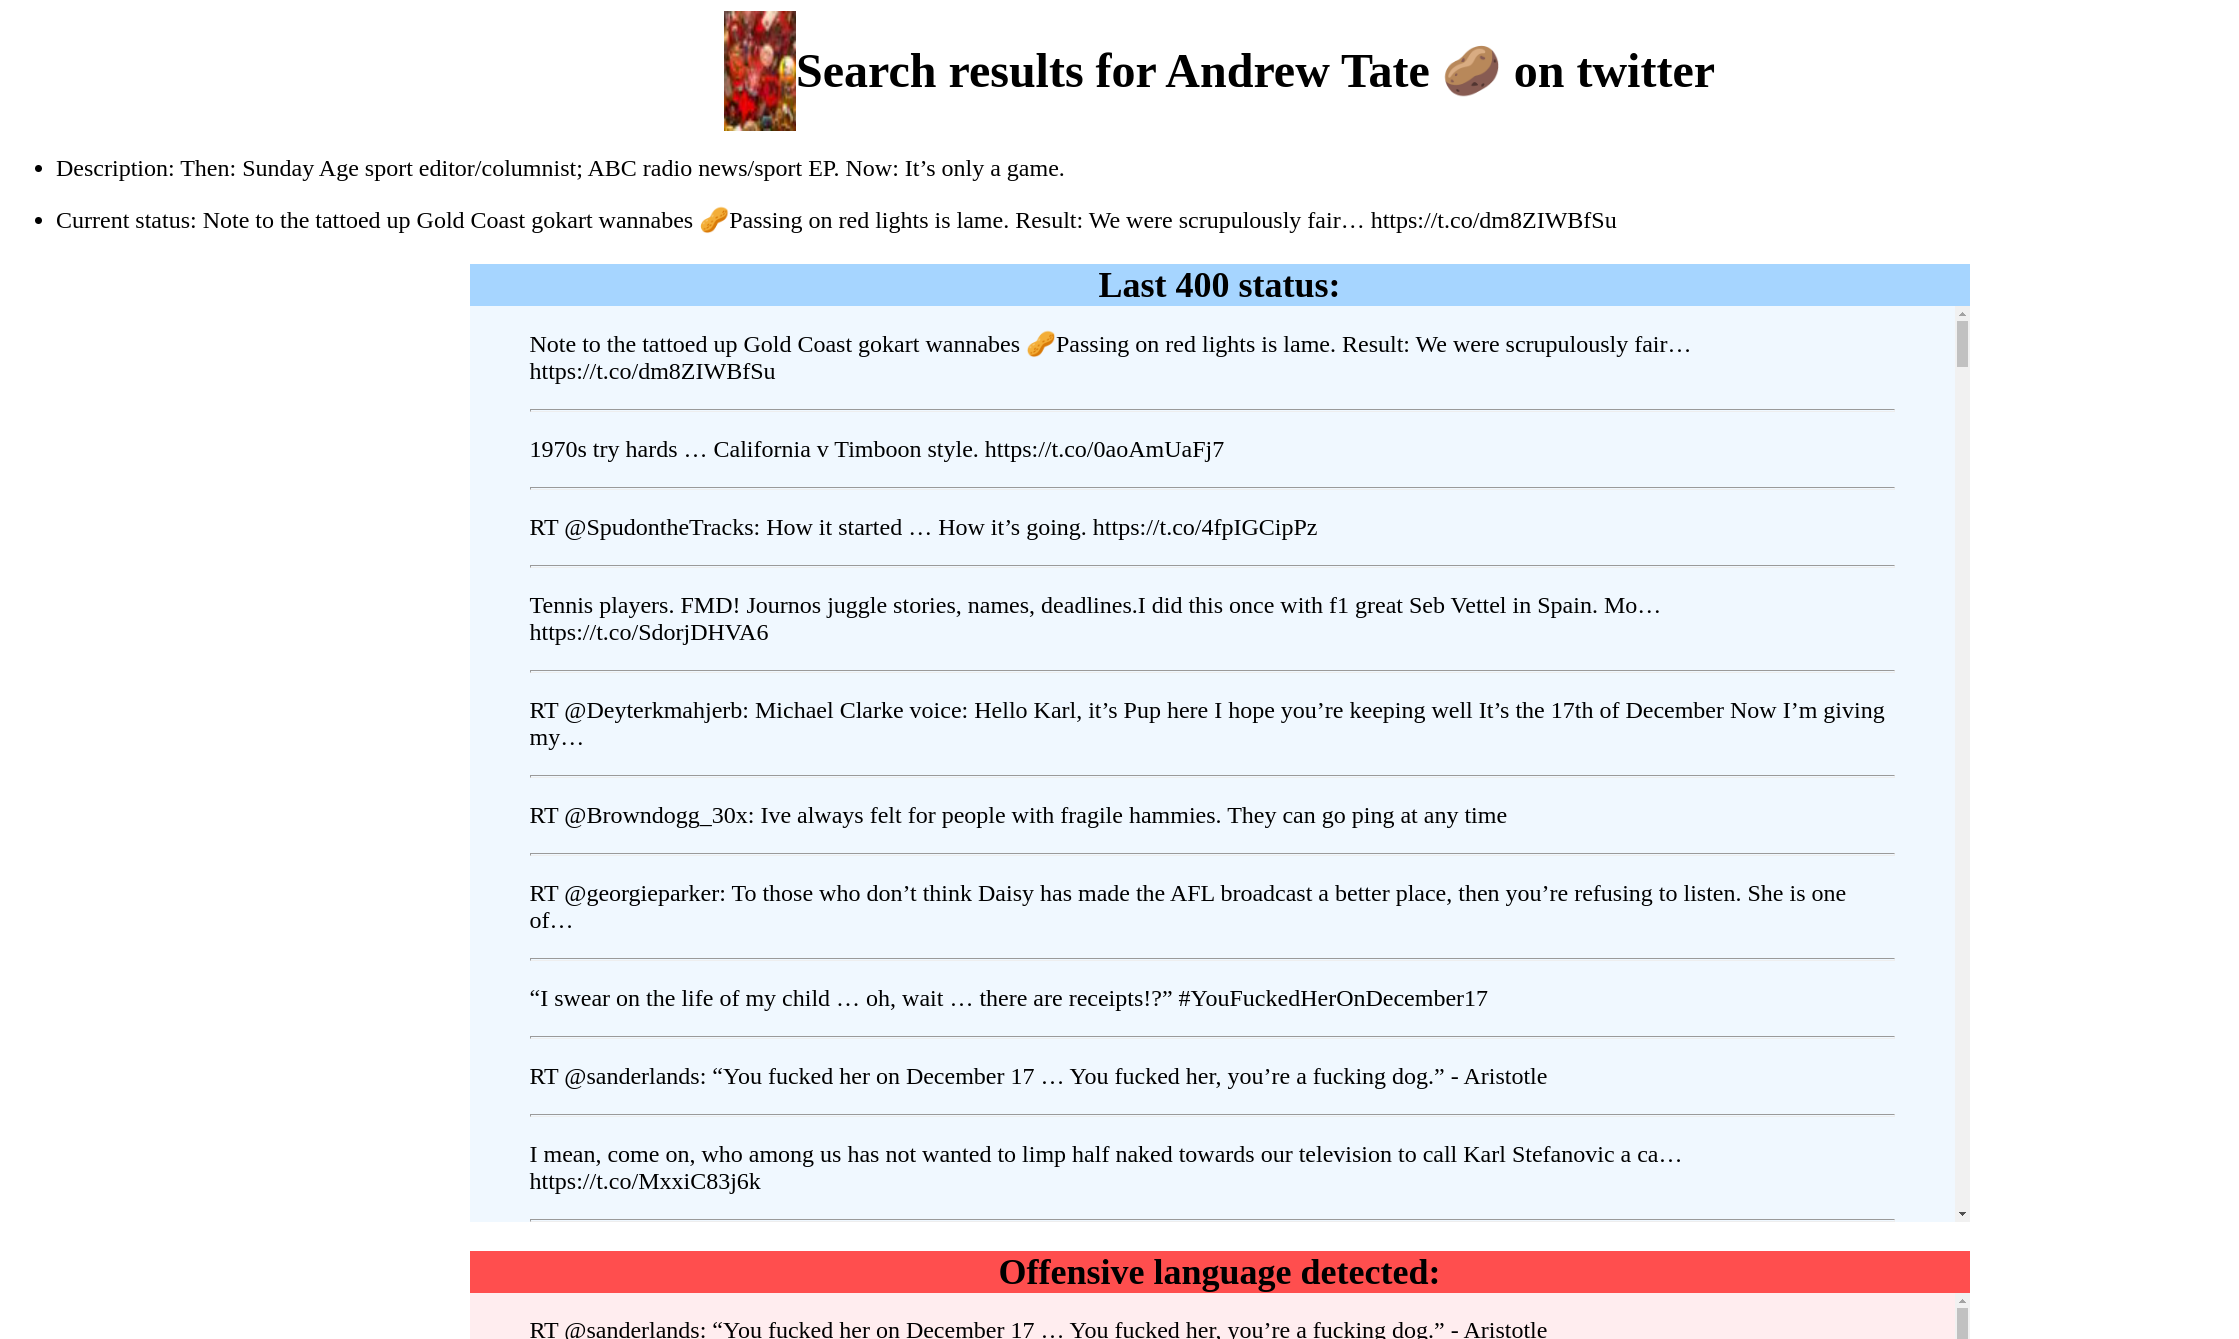 Search results for Andrew Tate 🥔 on twitter
• Description: Then: Sunday Age sport editor/columnist; ABC radio news/sport EP. Now: It’s only a game.
• Current status: Note to the tattoed up Gold Coast gokart wannabes 🥜Passing on red lights is lame. Result: We were scrupulously fair… https://t.co/dm8ZIWBfSu
Last 400 status:
Note to the tattoed up Gold Coast gokart wannabes 🥜Passing on red lights is lame. Result: We were scrupulously fair…
https://t.co/dm8ZIWBfSu
1970s try hards … California v Timboon style. https://t.co/0aoAmUaFj7
RT @SpudontheTracks: How it started … How it’s going. https://t.co/4fpIGCipPz
Tennis players. FMD! Journos juggle stories, names, deadlines.I did this once with f1 great Seb Vettel in Spain. Mo…
https://t.co/SdorjDHVA6
RT @Deyterkmahjerb: Michael Clarke voice: Hello Karl, it’s Pup here I hope you’re keeping well It’s the 17th of December Now I’m giving
my…
RT @Browndogg_30x: Ive always felt for people with fragile hammies. They can go ping at any time
RT @georgieparker: To those who don’t think Daisy has made the AFL broadcast a better place, then you’re refusing to listen. She is one
of…
“I swear on the life of my child … oh, wait … there are receipts!?” #YouFuckedHerOnDecember17
RT @sanderlands: “You fucked her on December 17 … You fucked her, you’re a fucking dog.” - Aristotle
I mean, come on, who among us has not wanted to limp half naked towards our television to call Karl Stefanovic a ca…
https://t.co/MxxiC83j6k
Offensive language detected:
RT @sanderlands: “You fucked her on December 17 … You fucked her, you’re a fucking dog.” - Aristotle